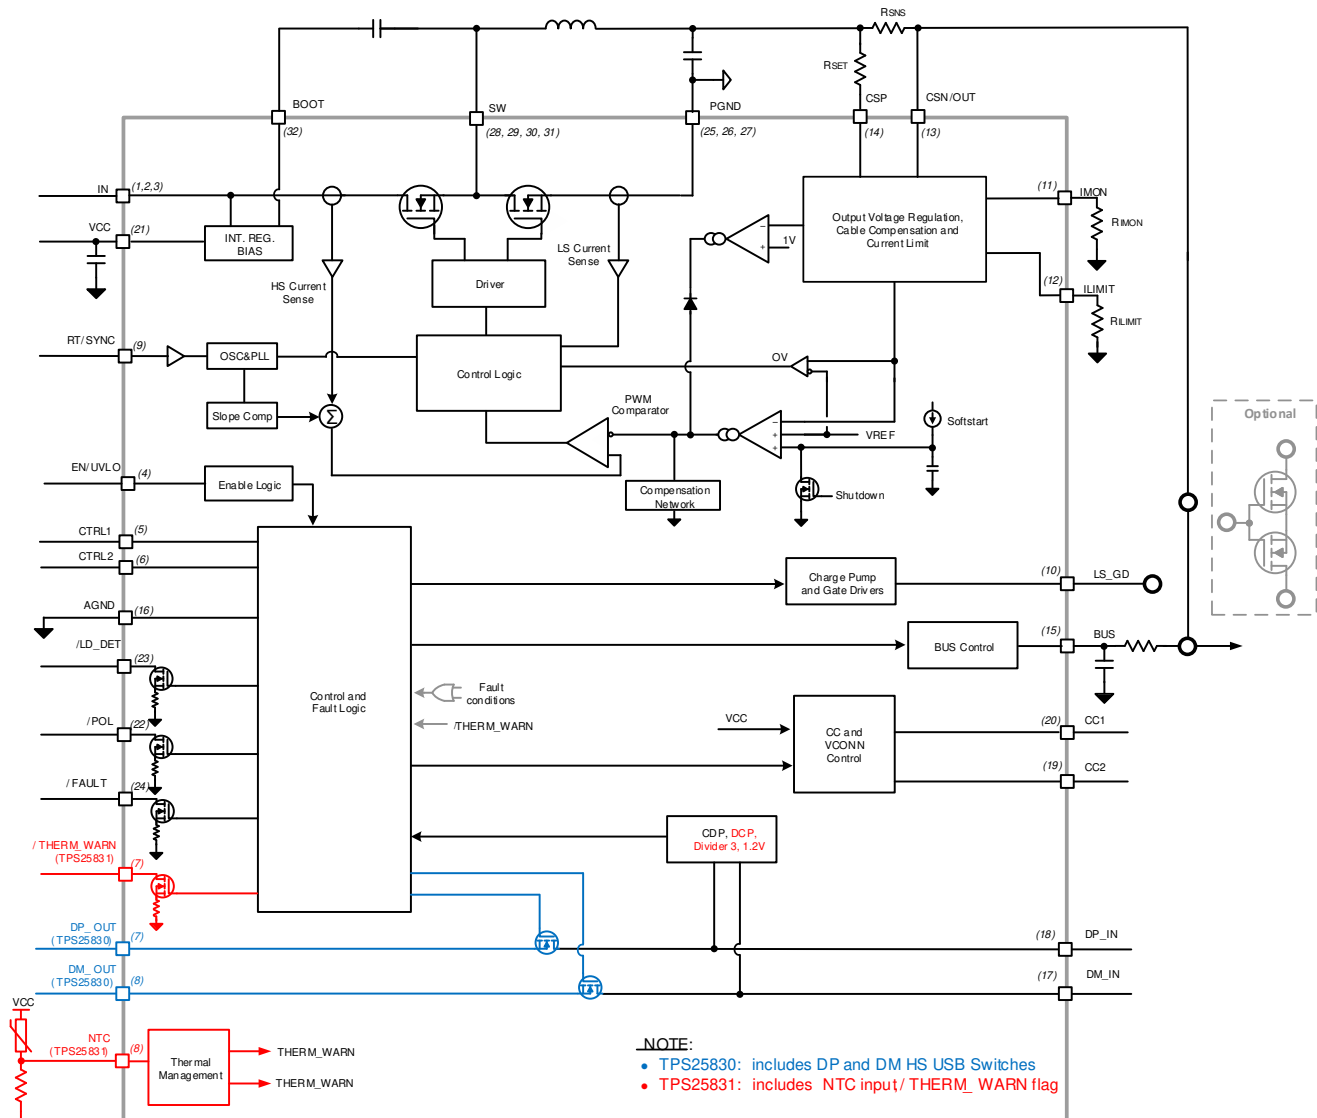 RSNS
RSET
BOOT
SW
PGND
CSP
CSN/OUT
(32)
(28, 29, 30, 31)
(25, 26, 27)
(14)
(13)
IN
(1,2,3)
(11)
IMON
RIMON
VCC
(21)
INT. REG.
BIAS
Output Voltage Regulation,
Cable Compensation and
Current Limit
1V
LS Current
Sense
HS Current
Sense
Driver
(12)
ILIMIT
RILIMIT
RT/SYNC
(9)
OSC&PLL
Control Logic
OV
PWM
Comparator
Slope Comp
Σ
VREF
Softstart
Optional
EN/UVLO
(4)
Enable Logic
Compensation
Network
Shutdown
CTRL1
(5)
CTRL2
(6)
AGND
(16)
/LD_DET
(23)
Charge Pump
and Gate Drivers
(10)
LS_GD
BUS Control
(15)
BUS
Control and
Fault Logic
Fault
conditions
/THERM_WARN
/POL
(22)
VCC
CC and
VCONN
Control
(20)
CC1
(19)
CC2
/FAULT
(24)
/ THERM_WARN
(TPS25831)
(7)
CDP, DCP,
Divider 3, 1.2V
DP_OUT
(TPS25830)
(7)
(18)
DP_IN
DM_OUT
(TPS25830)
(8)
(17)
DM_IN
VCC
NTC
(TPS25831)
(8)
Thermal
Management
THERM_WARN
THERM_WARN
NOTE:
• TPS25830: includes DP and DM HS USB Switches
• TPS25831: includes NTC input / THERM_ WARN flag